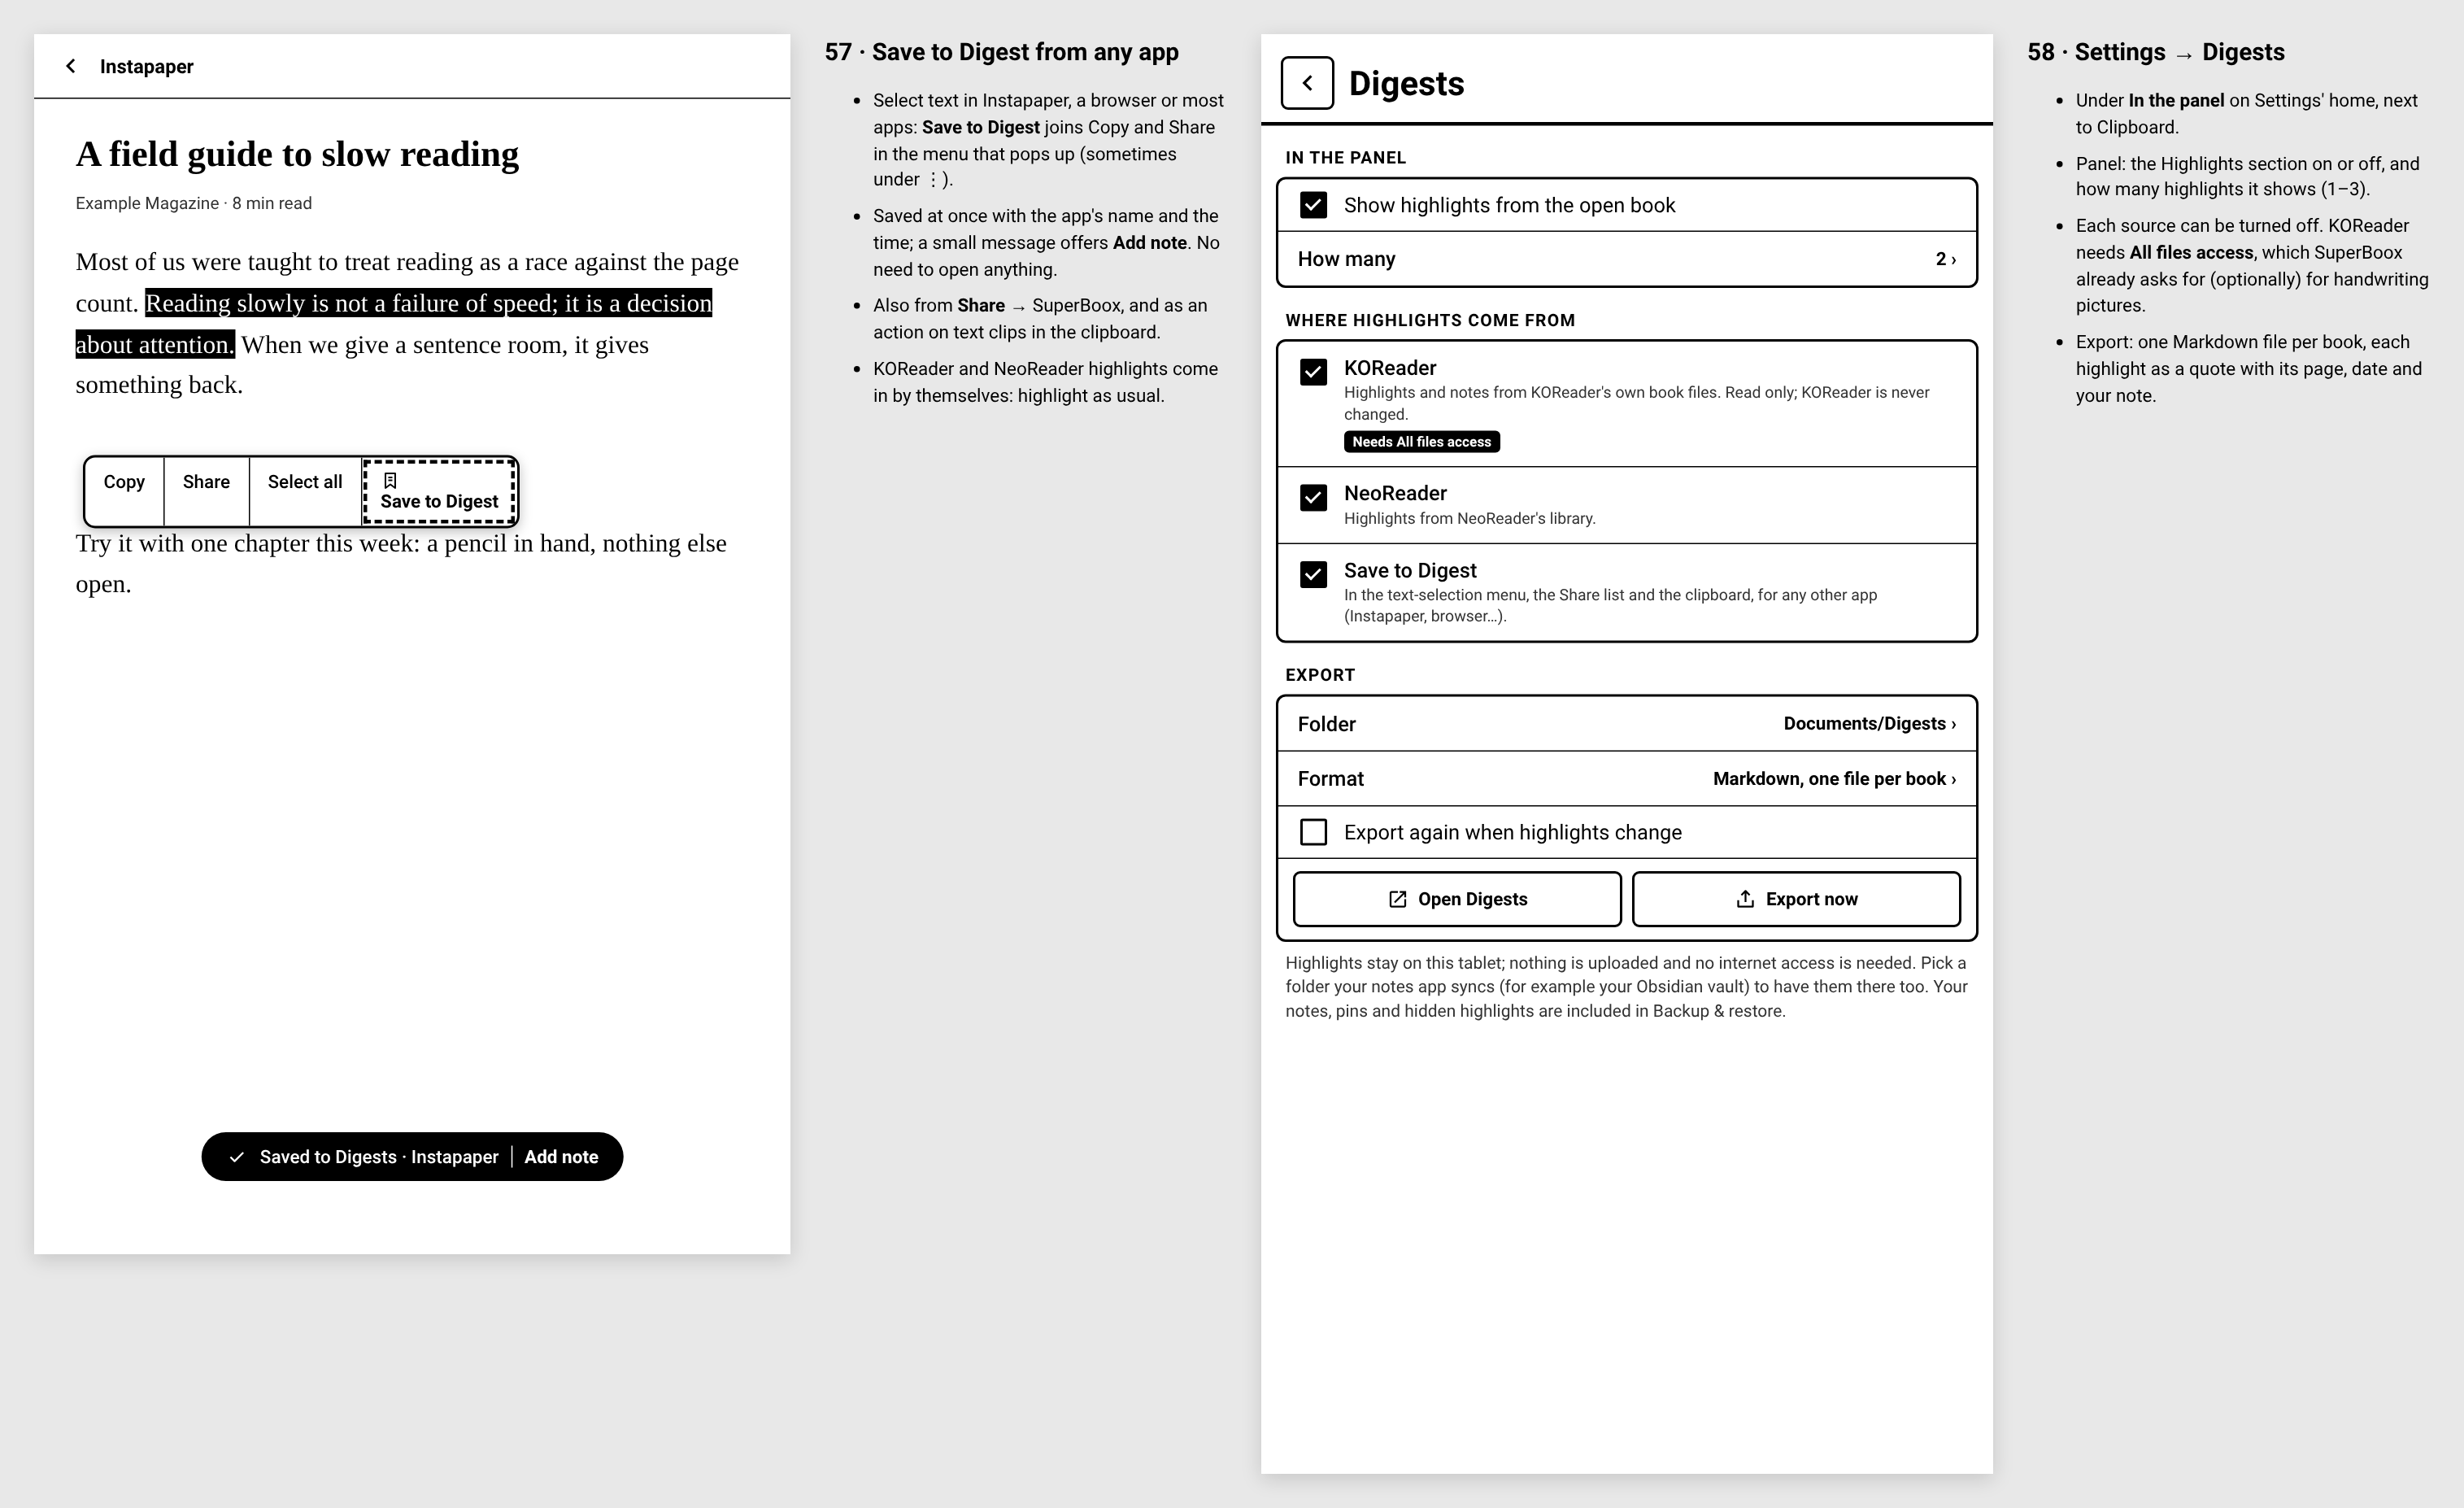 Instapaper
A field guide to slow reading
Example Magazine · 8 min read
Most of us were taught to treat reading as a race against the page
count. Reading slowly is not a failure of speed; it is a decision
about attention. When we give a sentence room, it gives
something back.
Copy
Share
Select all
Save to Digest
Try it with one chapter this week: a pencil in hand, nothing else
open.
Saved to Digests · Instapaper
Add note
57 · Save to Digest from any app
• Select text in Instapaper, a browser or most
apps: Save to Digest joins Copy and Share
in the menu that pops up (sometimes
under ⋮).
• Saved at once with the app's name and the
time; a small message offers Add note. No
need to open anything.
• Also from Share → SuperBoox, and as an
action on text clips in the clipboard.
• KOReader and NeoReader highlights come
in by themselves: highlight as usual.
Digests
IN THE PANEL
Show highlights from the open book
How many
2 ›
WHERE HIGHLIGHTS COME FROM
KOReader
Highlights and notes from KOReader's own book files. Read only; KOReader is never
changed.
Needs All files access
NeoReader
Highlights from NeoReader's library.
Save to Digest
In the text-selection menu, the Share list and the clipboard, for any other app
(Instapaper, browser…).
EXPORT
Folder
Documents/Digests ›
Format
Markdown, one file per book ›
Export again when highlights change
Open Digests
Export now
Highlights stay on this tablet; nothing is uploaded and no internet access is needed. Pick a
folder your notes app syncs (for example your Obsidian vault) to have them there too. Your
notes, pins and hidden highlights are included in Backup & restore.
58 · Settings → Digests
• Under In the panel on Settings' home, next
to Clipboard.
• Panel: the Highlights section on or off, and
how many highlights it shows (1–3).
• Each source can be turned off. KOReader
needs All files access, which SuperBoox
already asks for (optionally) for handwriting
pictures.
• Export: one Markdown file per book, each
highlight as a quote with its page, date and
your note.